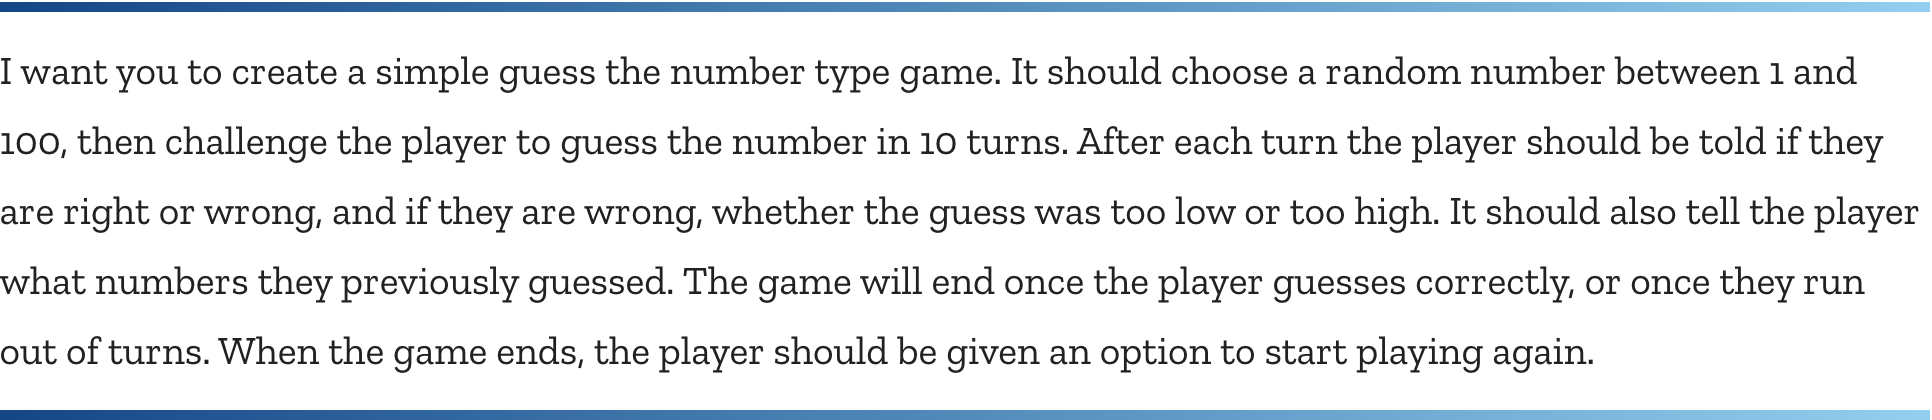 I want you to create a simple guess the number type game. It should choose a random number between 1 and
100, then challenge the player to guess the number in 10 turns. After each turn the player should be told if they
are right or wrong, and if they are wrong, whether the guess was too low or too high. It should also tell the player
what numbers they previously guessed. The game will end once the player guesses correctly, or once they run
out of turns. When the game ends, the player should be given an option to start playing again.